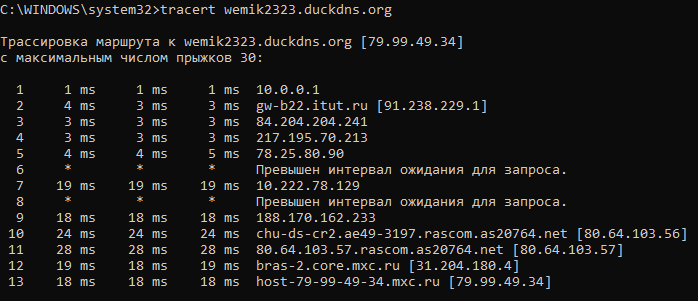 C:\WINDOWS\system32>tracert wemik2323.duckdns.org
Трассировка маршрута к wemik2323.duckdns.org [79.99.49.34]
с максимальным числом прыжков 30:
1 1 ms 1 ms 1 ms 10.0.0.1
2 4 ms 3 ms 3 ms gw-b22.itut.ru [91.238.229.1]
3 3 ms 3 ms 3 ms 84.204.204.241
4 3 ms 3 ms 3 ms 217.195.70.213
5 4 ms 4 ms 5 ms 78.25.80.90
6 * * * Превышен интервал ожидания для запроса.
7 19 ms 19 ms 19 ms 10.222.78.129
8 * * * Превышен интервал ожидания для запроса.
9 18 ms 18 ms 18 ms 188.170.162.233
10 24 ms 24 ms 24 ms chu-ds-cr2.ae49-3197.rascom.as20764.net [80.64.103.56]
11 28 ms 28 ms 28 ms 80.64.103.57.rascom.as20764.net [80.64.103.57]
12 19 ms 18 ms 19 ms bras-2.core.mxc.ru [31.204.180.4]
13 18 ms 18 ms 18 ms host-79-99-49-34.mxc.ru [79.99.49.34]